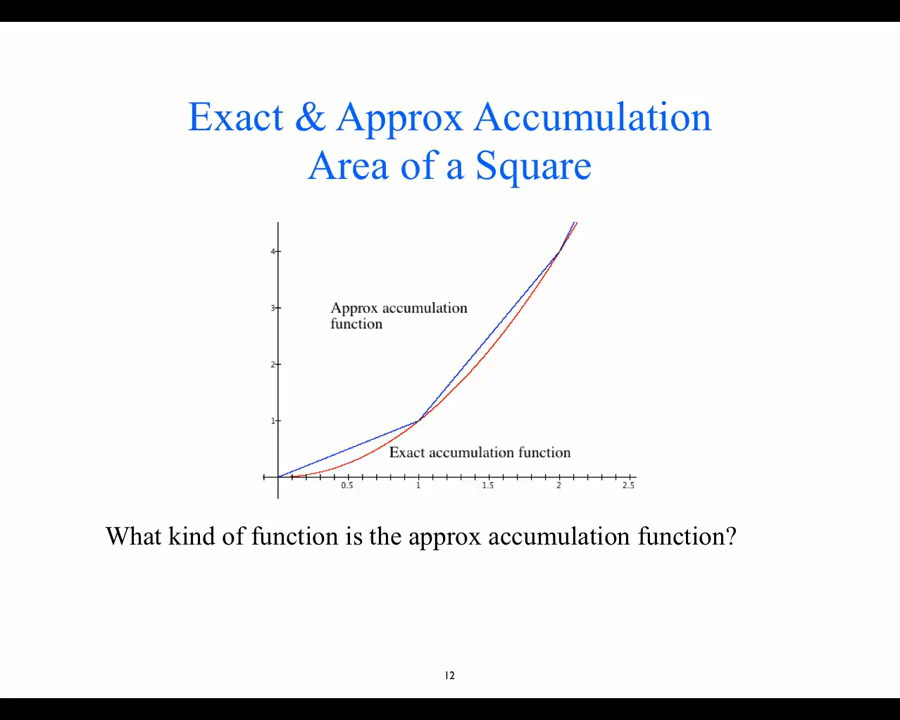 Exact & Approx Accumulation
Area of a Square
4
3
2
1
Approx accumulation
function
Exact accumulation function
0.5
1
1.5
2
2.5
What kind of function is the approx accumulation function?
12